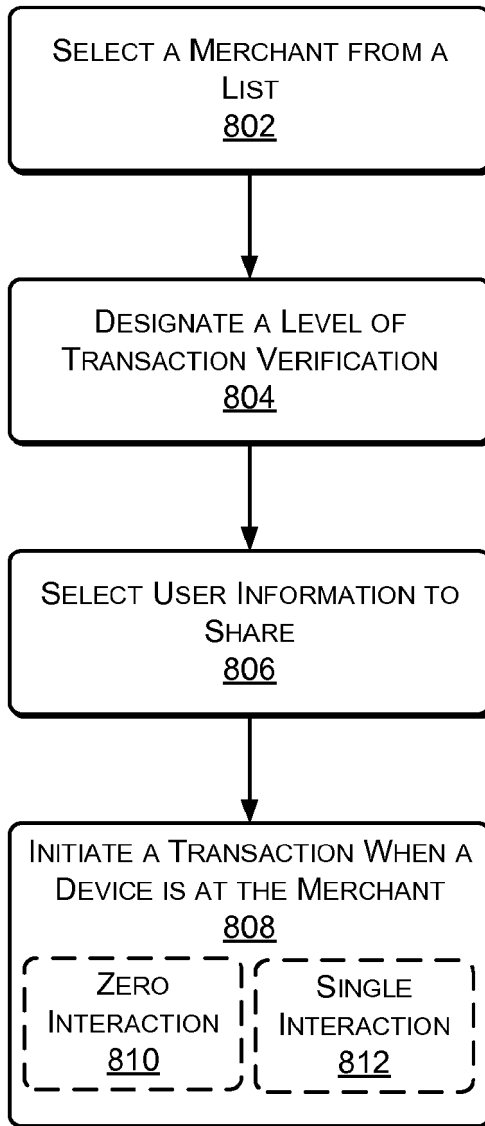 SELECT A MERCHANT FROM A
LIST
802
DESIGNATE A LEVEL OF
TRANSACTION VERIFICATION
804
SELECT USER INFORMATION TO
SHARE
806
INITIATE A TRANSACTION WHEN A
DEVICE IS AT THE MERCHANT
808
ZERO
INTERACTION
810
SINGLE
INTERACTION
812